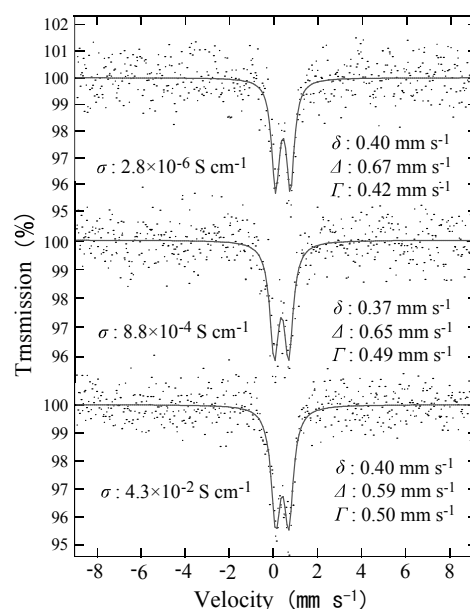 102
101
100
99
98
97
96
σ : 2.8×10⁻⁶ S cm⁻¹
δ : 0.40 mm s⁻¹
Δ : 0.67 mm s⁻¹
Γ : 0.42 mm s⁻¹
95
100
99
98
97
96
σ : 8.8×10⁻⁴ S cm⁻¹
δ : 0.37 mm s⁻¹
Δ : 0.65 mm s⁻¹
Γ : 0.49 mm s⁻¹
100
99
98
97
96
95
σ : 4.3×10⁻² S cm⁻¹
δ : 0.40 mm s⁻¹
Δ : 0.59 mm s⁻¹
Γ : 0.50 mm s⁻¹
Trnsmission (%)
-8 -6 -4 -2 0 2 4 6 8
Velocity (mm s⁻¹)